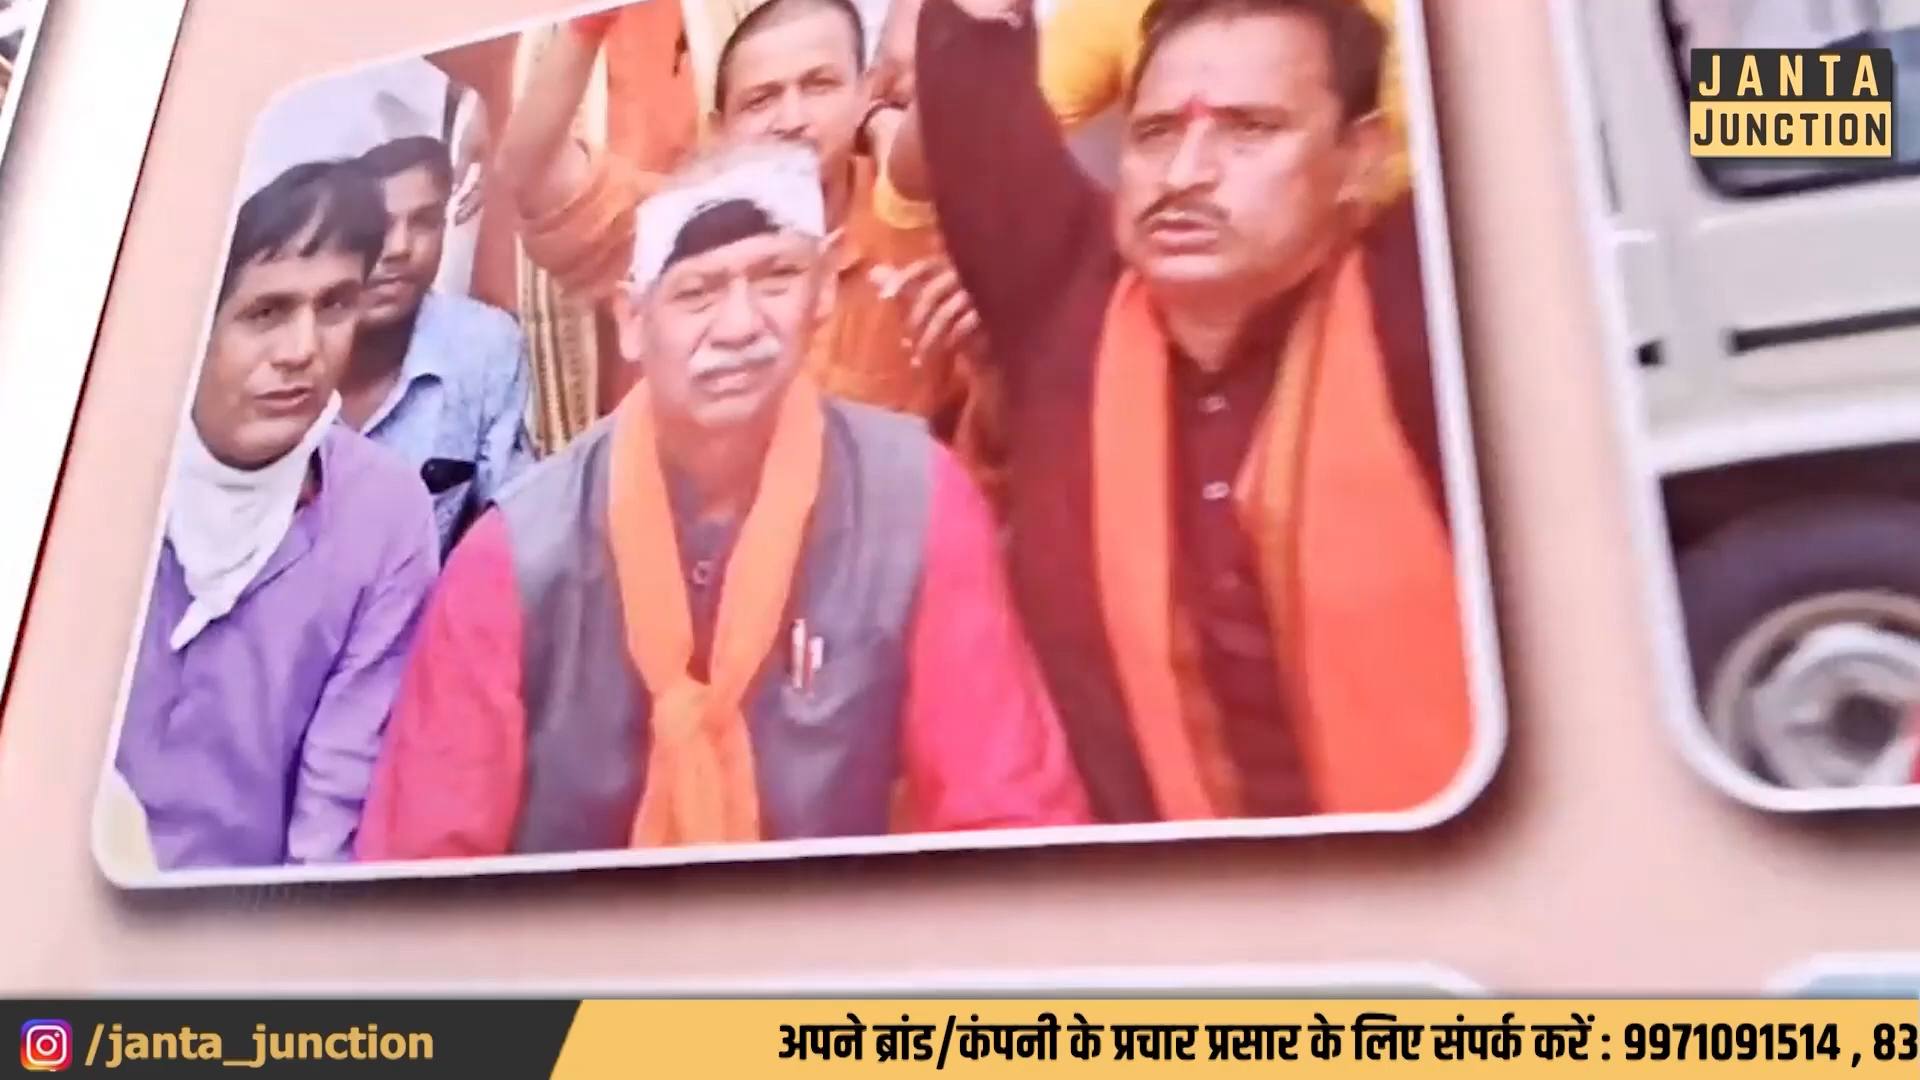 JANTA
JUNCTION
/janta_junction
अपने ब्रांड/कंपनी के प्रचार प्रसार के लिए संपर्क करें : 9971091514 , 83